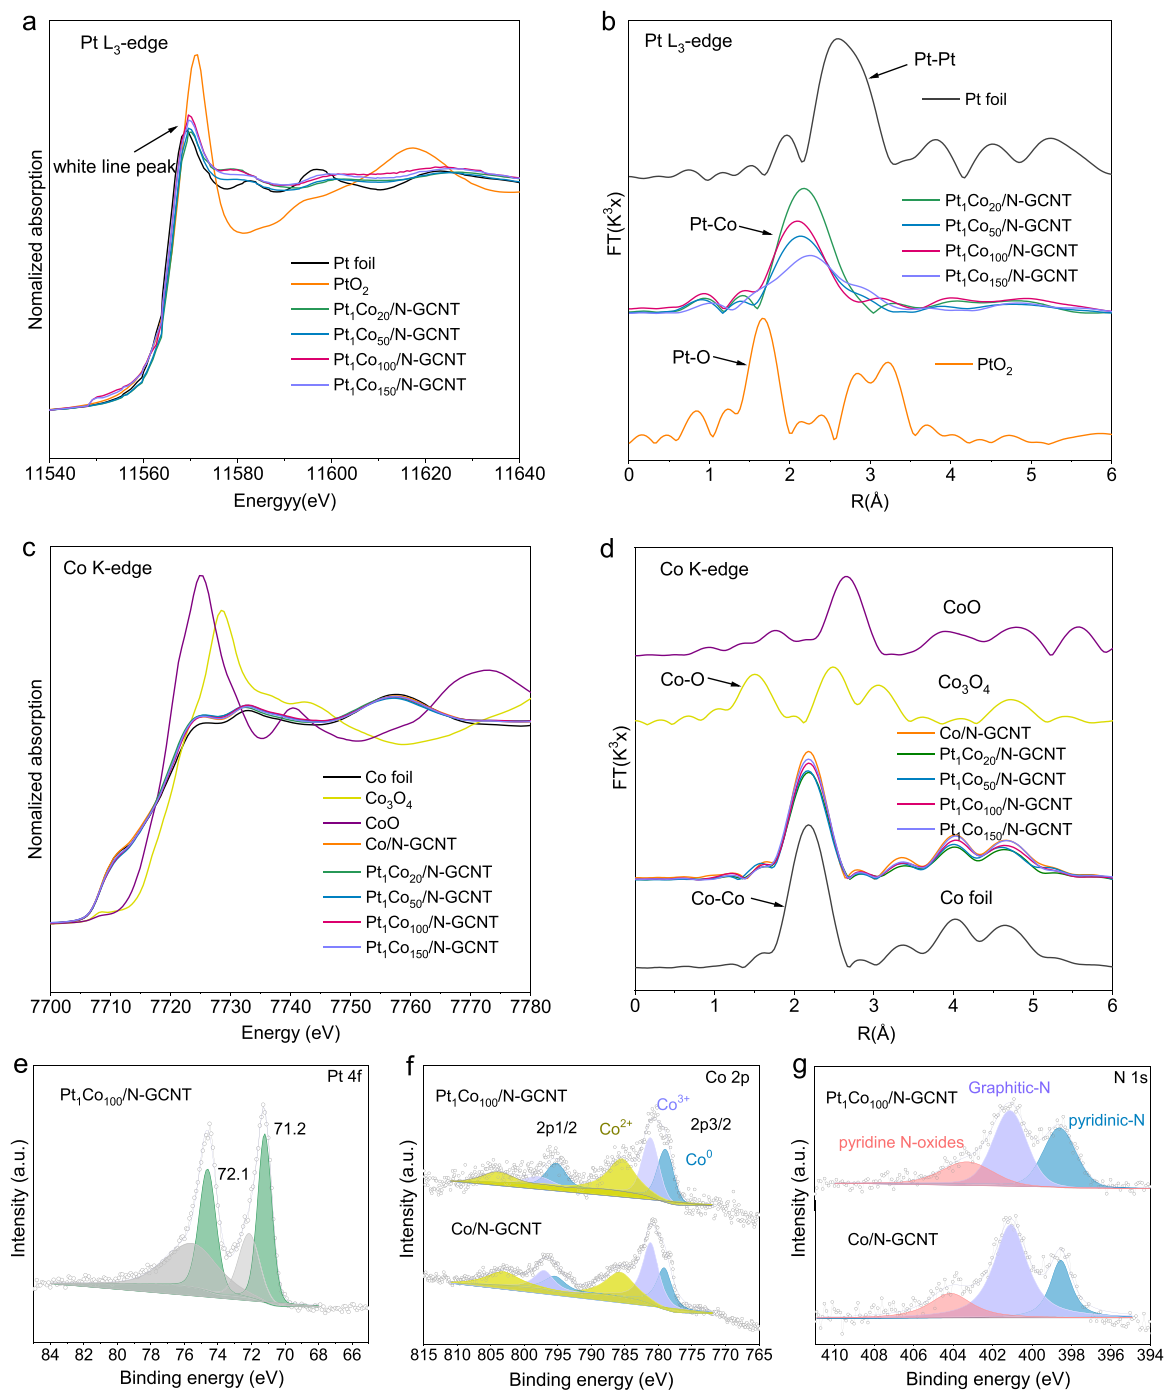 a
Pt L3-edge
white line peak
Pt foil
PtO2
Pt1Co20/N-GCNT
Pt1Co50/N-GCNT
Pt1Co100/N-GCNT
Pt1Co150/N-GCNT
Nomalized absorption
11540 11560 11580 11600 11620 11640
Energyy(eV)
b
Pt L3-edge
Pt-Pt
Pt foil
Pt1Co20/N-GCNT
Pt1Co50/N-GCNT
Pt1Co100/N-GCNT
Pt1Co150/N-GCNT
Pt-Co
Pt-O
PtO2
FT(K3x)
0 1 2 3 4 5 6
R(Å)
c
Co K-edge
Co foil
Co3O4
CoO
Co/N-GCNT
Pt1Co20/N-GCNT
Pt1Co50/N-GCNT
Pt1Co100/N-GCNT
Pt1Co150/N-GCNT
Nomalized absorption
7700 7710 7720 7730 7740 7750 7760 7770 7780
Energy (eV)
d
Co K-edge
CoO
Co-O
Co3O4
Co/N-GCNT
Pt1Co20/N-GCNT
Pt1Co50/N-GCNT
Pt1Co100/N-GCNT
Pt1Co150/N-GCNT
Co-Co
Co foil
FT(K3x)
0 1 2 3 4 5 6
R(Å)
e
Pt 4f
Pt1Co100/N-GCNT
71.2
72.1
Intensity (a.u.)
84 82 80 78 76 74 72 70 68 66
Binding energy (eV)
f
Co 2p
Pt1Co100/N-GCNT
Co3+
2p1/2
Co2+
2p3/2
Co0
Co/N-GCNT
Intensity (a.u.)
815 810 805 800 795 790 785 780 775 770 765
Binding energy (eV)
g
N 1s
Graphitic-N
Pt1Co100/N-GCNT
pyridinic-N
pyridine N-oxides
Co/N-GCNT
Intensity (a.u.)
410 408 406 404 402 400 398 396 394
Binding energy (eV)